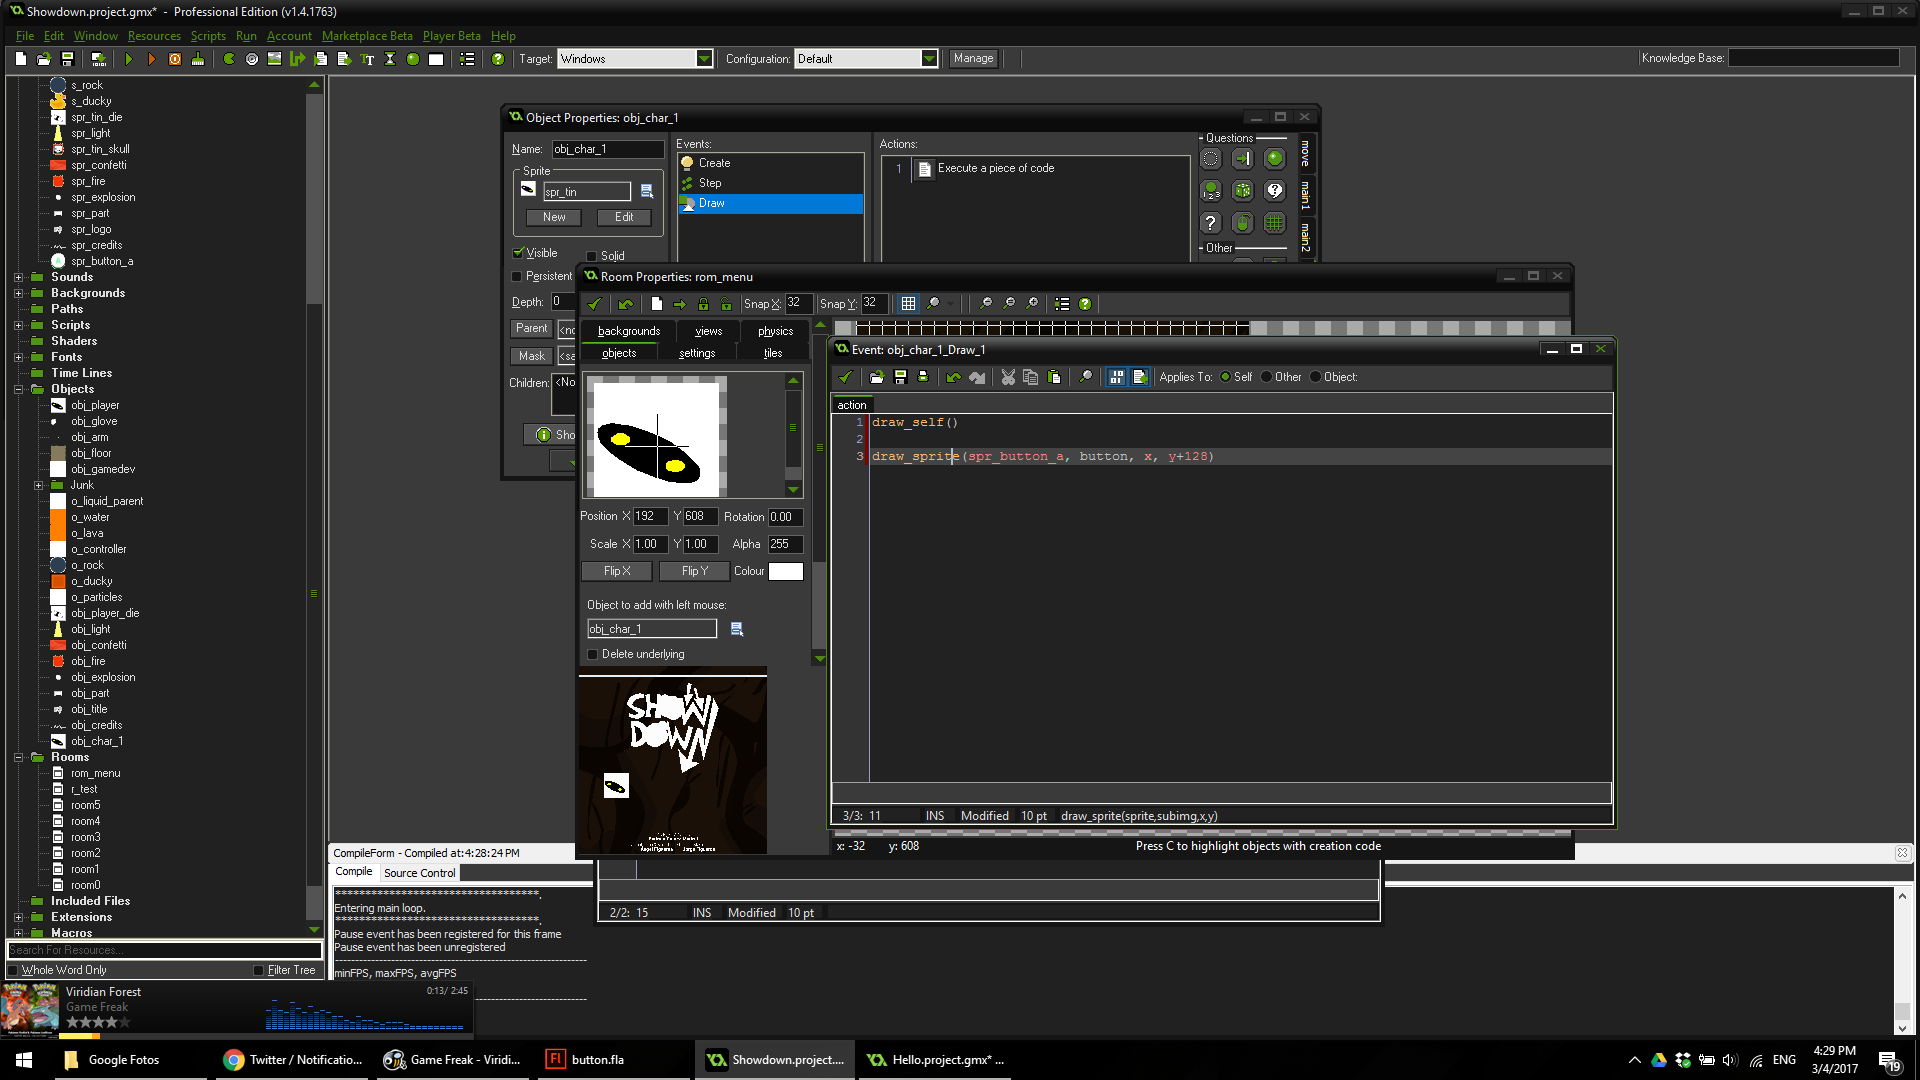 Showdown.project.gmx* - Professional Edition (v1.4.1763)
File Edit Window Resources Scripts Run Account Marketplace Beta Player Beta Help
Target: Windows Configuration: Default Manage Knowledge Base:
s_rock
s_ducky
spr_tin_die
spr_light
spr_tin_skull
spr_confetti
spr_fire
spr_explosion
spr_part
spr_logo
spr_credits
spr_button_a
Sounds
Backgrounds
Paths
Scripts
Shaders
Fonts
Time Lines
Objects
obj_player
obj_glove
obj_arm
obj_floor
obj_gamedev
Junk
o_liquid_parent
o_water
o_lava
o_controller
o_rock
o_ducky
o_particles
obj_player_die
obj_light
obj_confetti
obj_fire
obj_explosion
obj_part
obj_title
obj_credits
obj_char_1
Rooms
rom_menu
r_test
room5
room4
room3
room2
room1
room0
Included Files
Extensions
Macros
Search For Resources...
Whole Word Only Filter Tree
Object Properties: obj_char_1
Name: obj_char_1
Sprite
spr_tin
New Edit
Visible Solid
Persistent
Depth: 0
Parent <no
Mask <sa
Children: <No
Sho
Events:
Create
Step
Draw
Actions:
1 Execute a piece of code
Questions
Other
move
main1
main2
Room Properties: rom_menu
Snap X: 32 Snap Y: 32
backgrounds views physics
objects settings tiles
Position X 192 Y 608 Rotation 0.00
Scale X 1.00 Y 1.00 Alpha 255
Flip X Flip Y Colour
Object to add with left mouse:
obj_char_1
Delete underlying
SHOW
DOWN
x: -32 y: 608 Press C to highlight objects with creation code
Event: obj_char_1_Draw_1
Applies To: Self Other Object:
action
1 draw_self()
2
3 draw_sprite(spr_button_a, button, x, y+128)
3/3: 11 INS Modified 10 pt draw_sprite(sprite,subimg,x,y)
2/2: 15 INS Modified 10 pt
CompileForm - Compiled at:4:28:24 PM
Compile Source Control
Entering main loop.
Pause event has been registered for this frame
Pause event has been unregistered
minFPS, maxFPS, avgFPS
Viridian Forest 0:13/ 2:45
Game Freak
Google Fotos
Twitter / Notificatio...
Game Freak - Viridi...
button.fla
Showdown.project....
Hello.project.gmx* ...
ENG
4:29 PM
3/4/2017
19